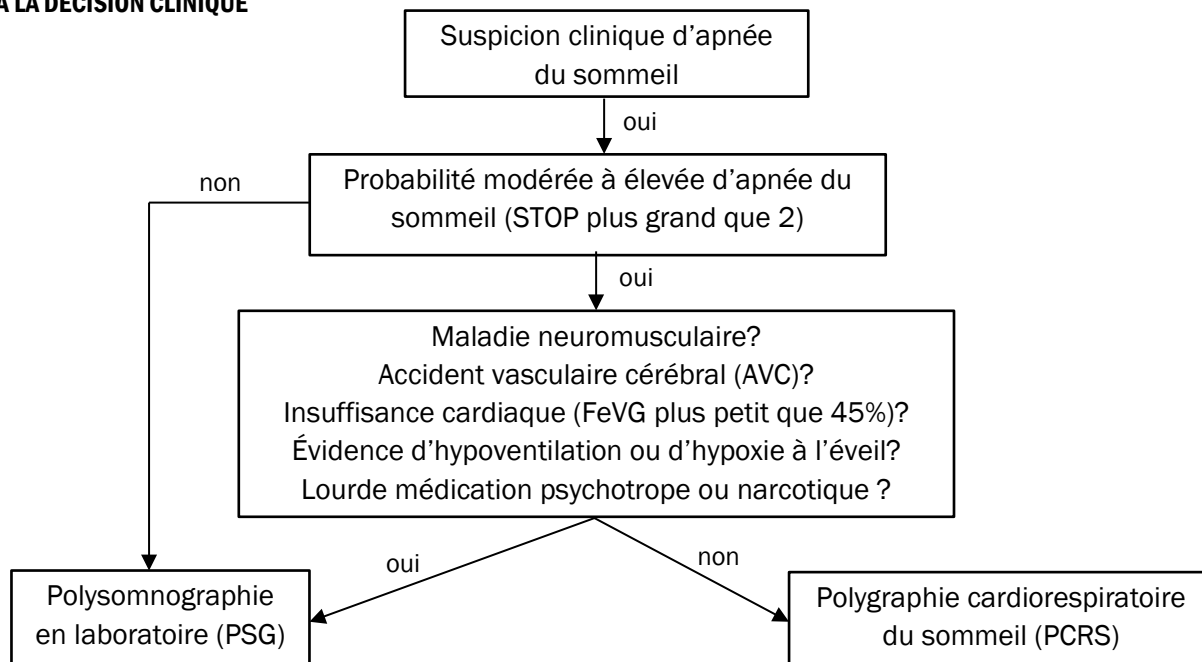 À LA DÉCISION CLINIQUE
Suspicion clinique d’apnée
du sommeil
oui
non
Probabilité modérée à élevée d’apnée du
sommeil (STOP plus grand que 2)
oui
Maladie neuromusculaire?
Accident vasculaire cérébral (AVC)?
Insuffisance cardiaque (FeVG plus petit que 45%)?
Évidence d’hypoventilation ou d’hypoxie à l’éveil?
Lourde médication psychotrope ou narcotique ?
oui
non
Polysomnographie
en laboratoire (PSG)
Polygraphie cardiorespiratoire
du sommeil (PCRS)